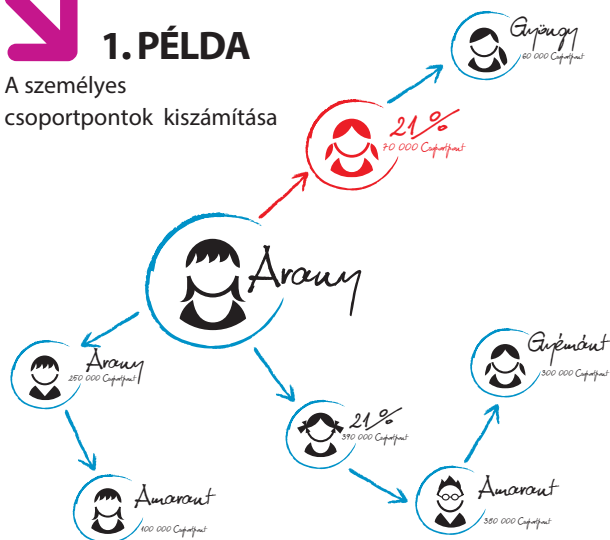 1. PÉLDA
A személyes
csoportpontok kiszámítása
Gyöngy
60 000 Csoportpont
21%
70 000 Csoportpont
Arany
Arany
250 000 Csoportpont
Gyémánt
300 000 Csoportpont
21%
390 000 Csoportpont
Amarant
100 000 Csoportpont
Amarant
380 000 Csoportpont